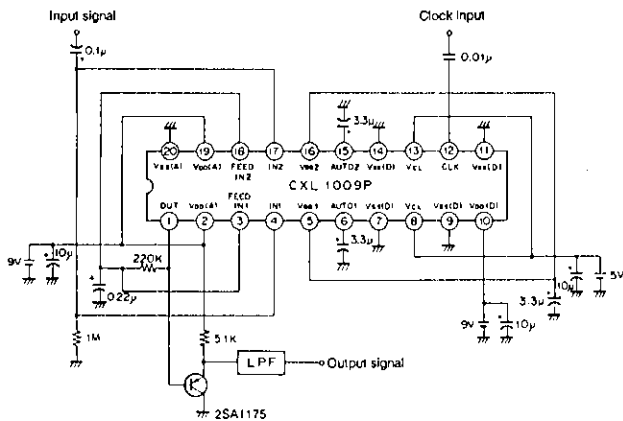 Input signal
Clock input
0.1μ
0.01μ
3.3μ
20 19 18 17 16 15 14 13 12 11
VSS(A) VDD(A) FEED IN2 IN2 VGG2 AUTO2 VSS(D) VCL CLK VSS(D)
CXL 1009P
OUT VDD(A) FEED IN1 IN1 VGG1 AUTO1 VSS(D) VCL VSS(D) VDD(D)
1 2 3 4 5 6 7 8 9 10
9V
10μ
220K
3.3μ
0.22μ
10μ
5V
3.3μ
9V
10μ
1M
5.1K
LPF
Output signal
2SA1175